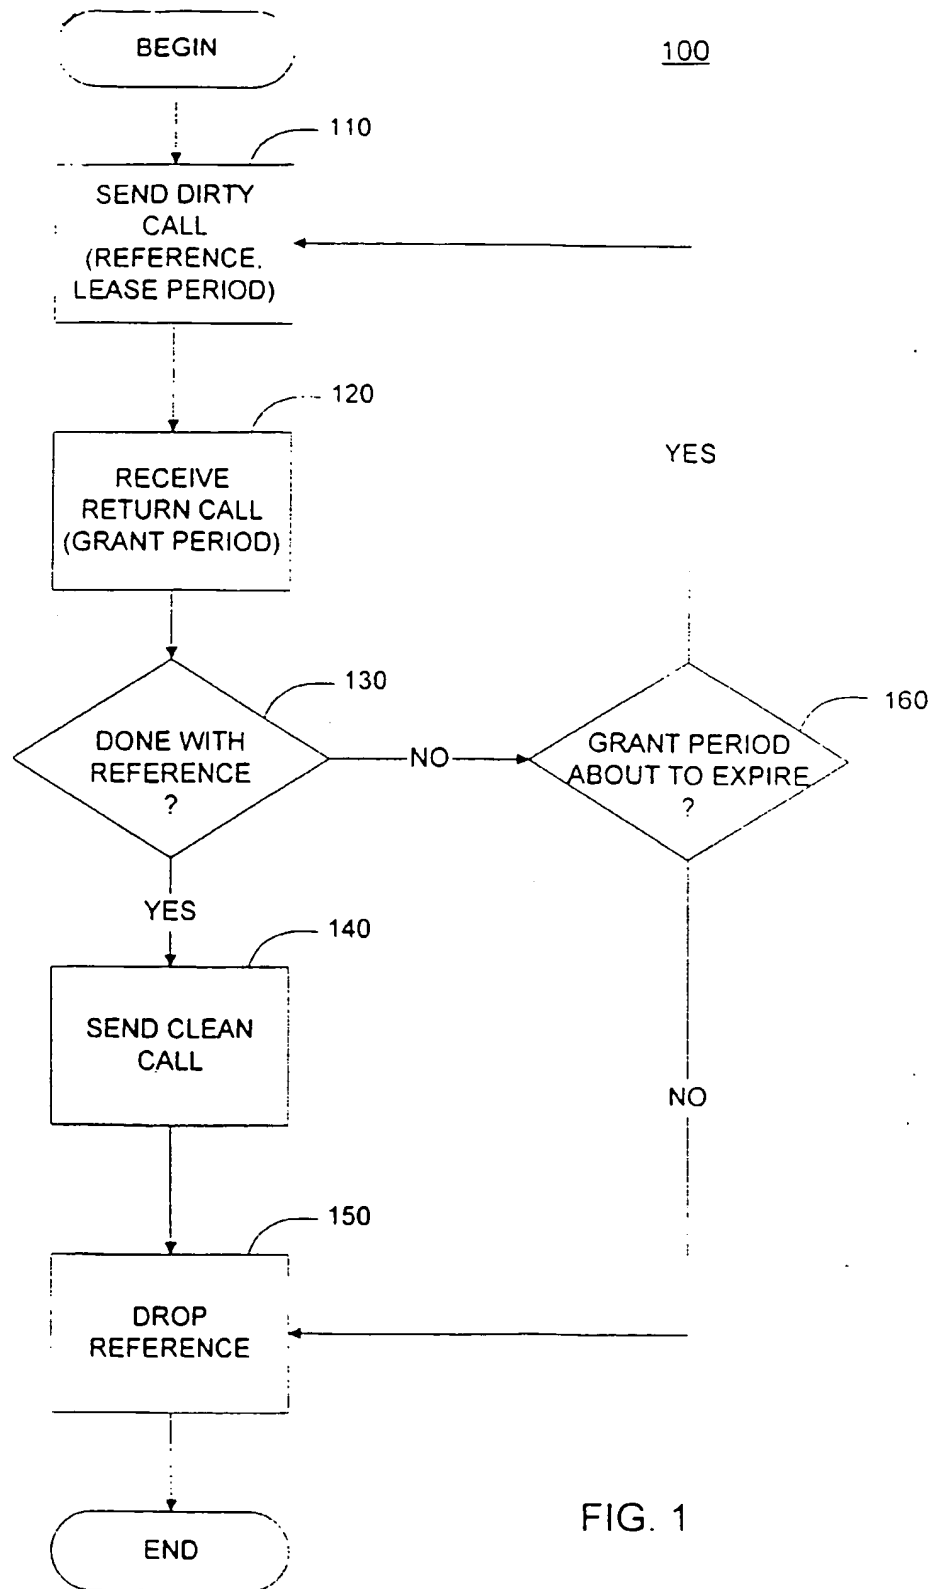 BEGIN
100
110
SEND DIRTY
CALL
(REFERENCE.
LEASE PERIOD)
120
RECEIVE
RETURN CALL
(GRANT PERIOD)
YES
130
DONE WITH
REFERENCE
?
NO
160
GRANT PERIOD
ABOUT TO EXPIRE
?
YES
140
SEND CLEAN
CALL
NO
150
DROP
REFERENCE
END
FIG. 1